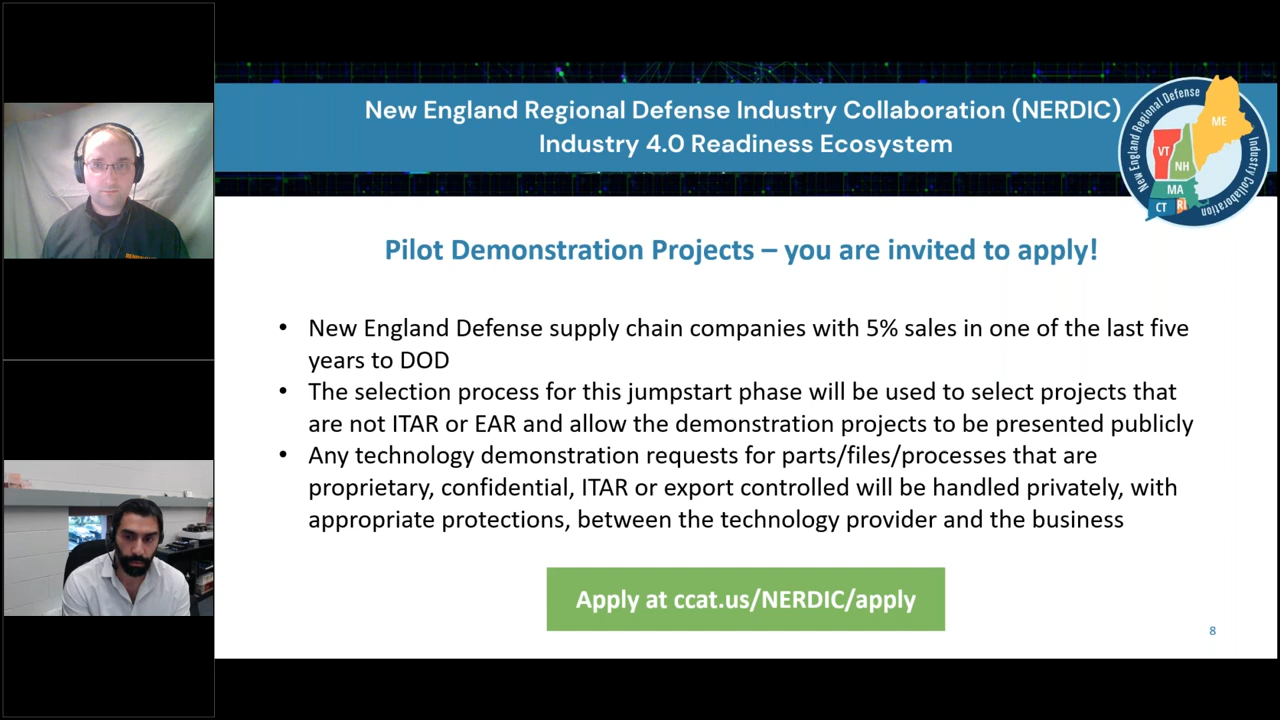 New England Regional Defense Industry Collaboration (NERDIC)
Industry 4.0 Readiness Ecosystem
New England Regional Defense
Industry Collaboration
ME
VT
NH
MA
CT
RI
Pilot Demonstration Projects – you are invited to apply!
• New England Defense supply chain companies with 5% sales in one of the last five
years to DOD
• The selection process for this jumpstart phase will be used to select projects that
are not ITAR or EAR and allow the demonstration projects to be presented publicly
• Any technology demonstration requests for parts/files/processes that are
proprietary, confidential, ITAR or export controlled will be handled privately, with
appropriate protections, between the technology provider and the business
Apply at ccat.us/NERDIC/apply
8